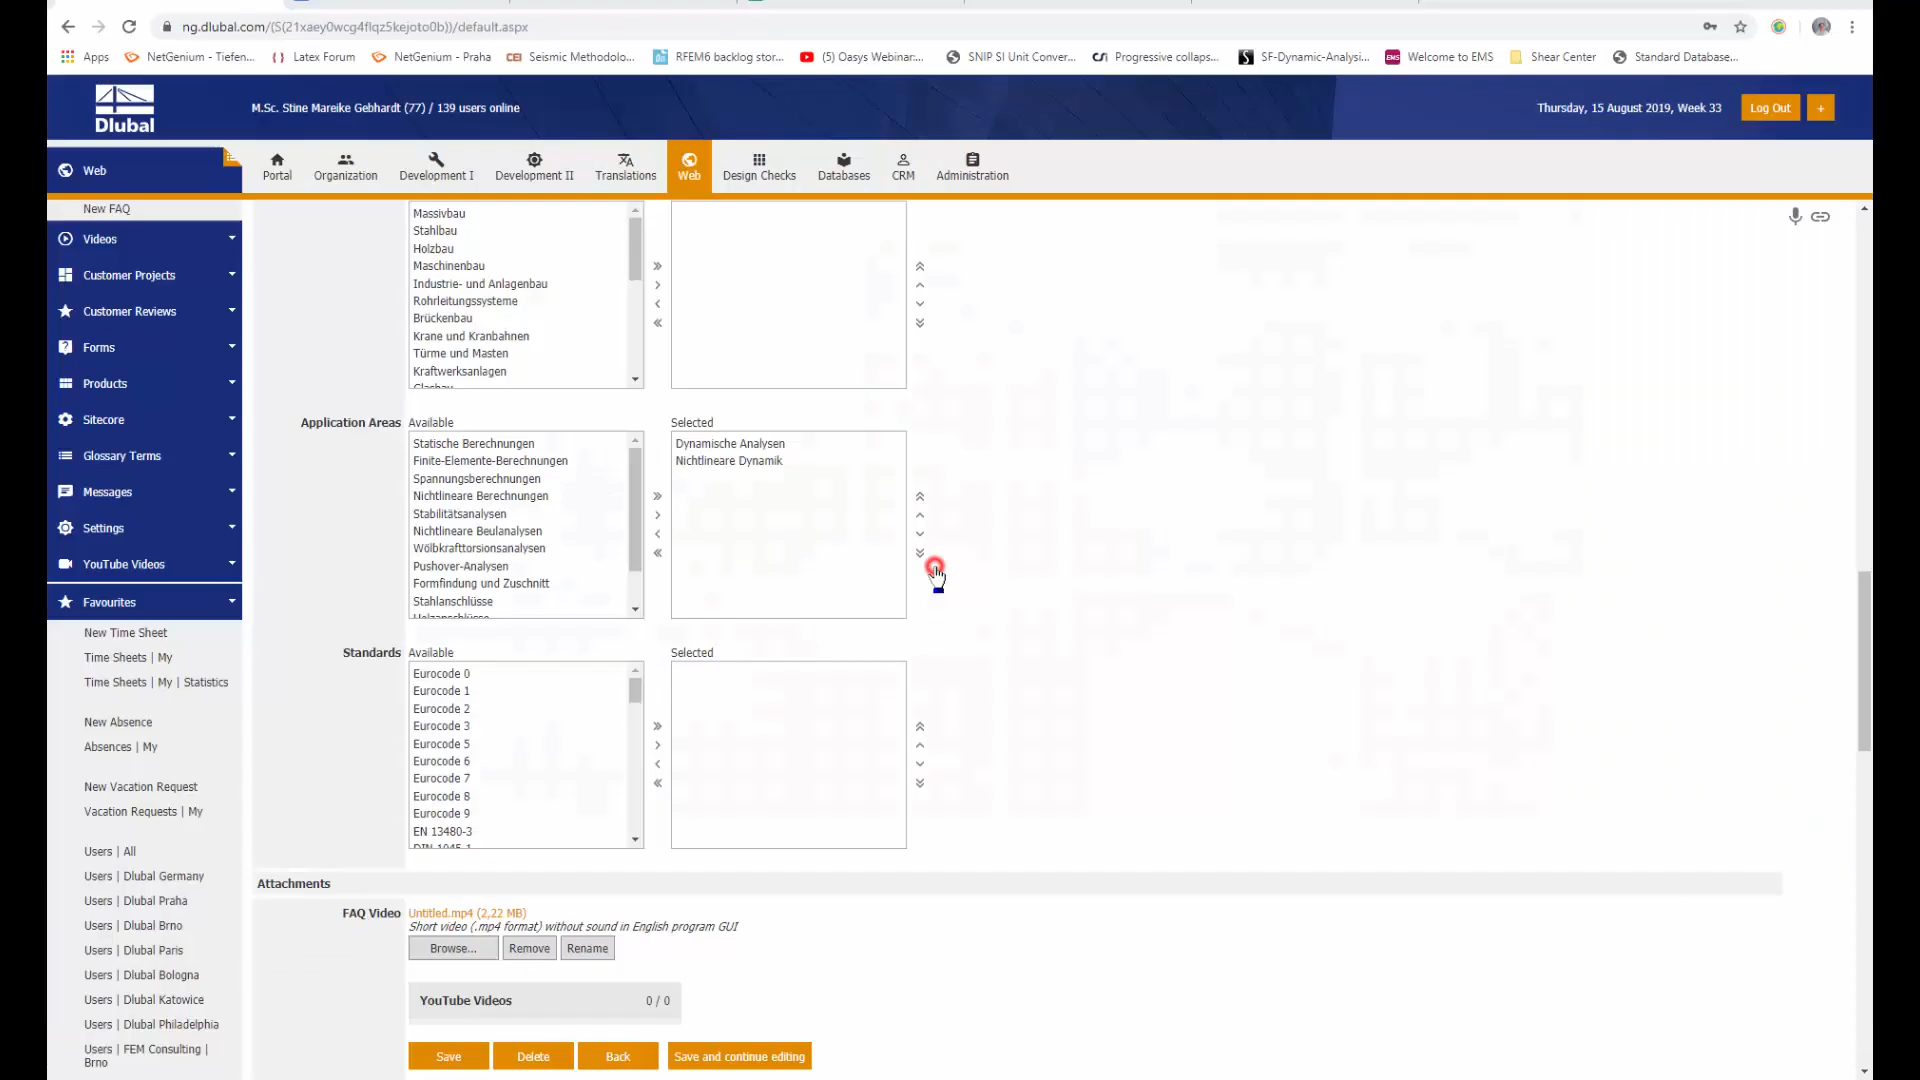 ng.dlubal.com/(S(21xaey0wcg4flqz5kejoto0b))/default.aspx
Apps
NetGenium - Tiefen...
Latex Forum
NetGenium - Praha
CEI Seismic Methodolo...
RFEM6 backlog stor...
(5) Oasys Webinar...
SNIP SI Unit Conver...
Progressive collaps...
SF-Dynamic-Analysi...
EMS Welcome to EMS
Shear Center
Standard Database...
Dlubal
M.Sc. Stine Mareike Gebhardt (77) / 139 users online
Thursday, 15 August 2019, Week 33
Log Out
+
Web
Portal
Organization
Development I
Development II
Translations
Web
Design Checks
Databases
CRM
Administration
New FAQ
Videos
Customer Projects
Customer Reviews
Forms
Products
Sitecore
Glossary Terms
Messages
Settings
YouTube Videos
Favourites
New Time Sheet
Time Sheets | My
Time Sheets | My | Statistics
New Absence
Absences | My
New Vacation Request
Vacation Requests | My
Users | All
Users | Dlubal Germany
Users | Dlubal Praha
Users | Dlubal Brno
Users | Dlubal Paris
Users | Dlubal Bologna
Users | Dlubal Katowice
Users | Dlubal Philadelphia
Users | FEM Consulting |
Brno
Massivbau
Stahlbau
Holzbau
Maschinenbau
Industrie- und Anlagenbau
Rohrleitungssysteme
Brückenbau
Krane und Kranbahnen
Türme und Masten
Kraftwerksanlagen
Glasbau
Application Areas
Available
Selected
Statische Berechnungen
Finite-Elemente-Berechnungen
Spannungsberechnungen
Nichtlineare Berechnungen
Stabilitätsanalysen
Nichtlineare Beulanalysen
Wölbkrafttorsionsanalysen
Pushover-Analysen
Formfindung und Zuschnitt
Stahlanschlüsse
Holzanschlüsse
Dynamische Analysen
Nichtlineare Dynamik
Standards
Available
Selected
Eurocode 0
Eurocode 1
Eurocode 2
Eurocode 3
Eurocode 5
Eurocode 6
Eurocode 7
Eurocode 8
Eurocode 9
EN 13480-3
DIN 1045-1
Attachments
FAQ Video
Untitled.mp4 (2,22 MB)
Short video (.mp4 format) without sound in English program GUI
Browse...
Remove
Rename
YouTube Videos
0 / 0
Save
Delete
Back
Save and continue editing